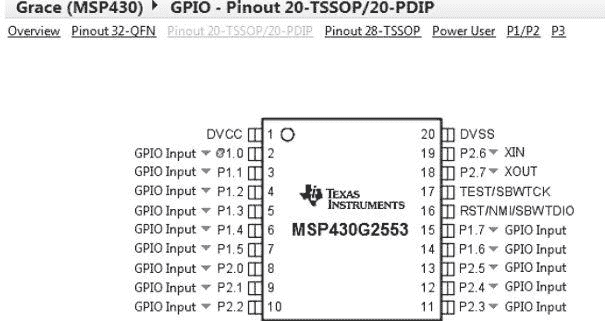 Grace (MSP430) ▸ GPIO - Pinout 20-TSSOP/20-PDIP
Overview Pinout 32-QFN Pinout 20-TSSOP/20-PDIP Pinout 28-TSSOP Power User P1/P2 P3
DVCC 1 20 DVSS
GPIO Input P1.0 2 19 P2.6 XIN
GPIO Input P1.1 3 18 P2.7 XOUT
GPIO Input P1.2 4 TEXAS INSTRUMENTS 17 TEST/SBWTCK
GPIO Input P1.3 5 16 RST/NMI/SBWTDIO
GPIO Input P1.4 6 MSP430G2553 15 P1.7 GPIO Input
GPIO Input P1.5 7 14 P1.6 GPIO Input
GPIO Input P2.0 8 13 P2.5 GPIO Input
GPIO Input P2.1 9 12 P2.4 GPIO Input
GPIO Input P2.2 10 11 P2.3 GPIO Input